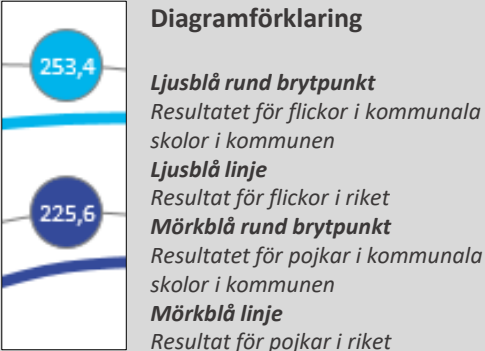 253,4
225,6
Diagramförklaring
Ljusblå rund brytpunkt
Resultatet för flickor i kommunala
skolor i kommunen
Ljusblå linje
Resultat för flickor i riket
Mörkblå rund brytpunkt
Resultatet för pojkar i kommunala
skolor i kommunen
Mörkblå linje
Resultat för pojkar i riket